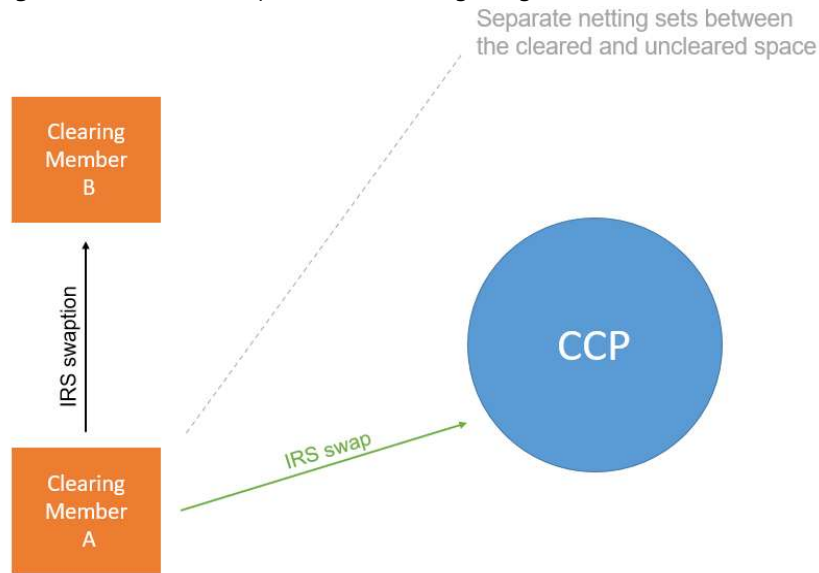 Separate netting sets between
the cleared and uncleared space
Clearing
Member
B
IRS swaption
CCP
IRS swap
Clearing
Member
A